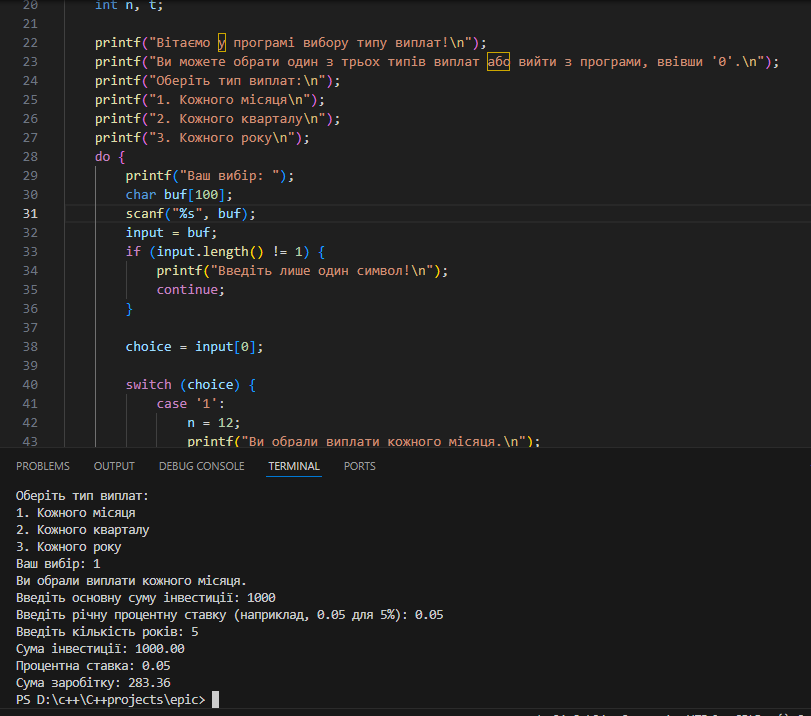 20 int n, t;
21
22 printf("Вітаємо у програмі вибору типу виплат!\n");
23 printf("Ви можете обрати один з трьох типів виплат або вийти з програми, ввівши '0'.\n");
24 printf("Оберіть тип виплат:\n");
25 printf("1. Кожного місяця\n");
26 printf("2. Кожного кварталу\n");
27 printf("3. Кожного року\n");
28 do {
29 printf("Ваш вибір: ");
30 char buf[100];
31 scanf("%s", buf);
32 input = buf;
33 if (input.length() != 1) {
34 printf("Введіть лише один символ!\n");
35 continue;
36 }
37
38 choice = input[0];
39
40 switch (choice) {
41 case '1':
42 n = 12;
43 printf("Ви обрали виплати кожного місяця.\n");
PROBLEMS OUTPUT DEBUG CONSOLE TERMINAL PORTS
Оберіть тип виплат:
1. Кожного місяця
2. Кожного кварталу
3. Кожного року
Ваш вибір: 1
Ви обрали виплати кожного місяця.
Введіть основну суму інвестиції: 1000
Введіть річну процентну ставку (наприклад, 0.05 для 5%): 0.05
Введіть кількість років: 5
Сума інвестиції: 1000.00
Процентна ставка: 0.05
Сума заробітку: 283.36
PS D:\c++\C++projects\epic>